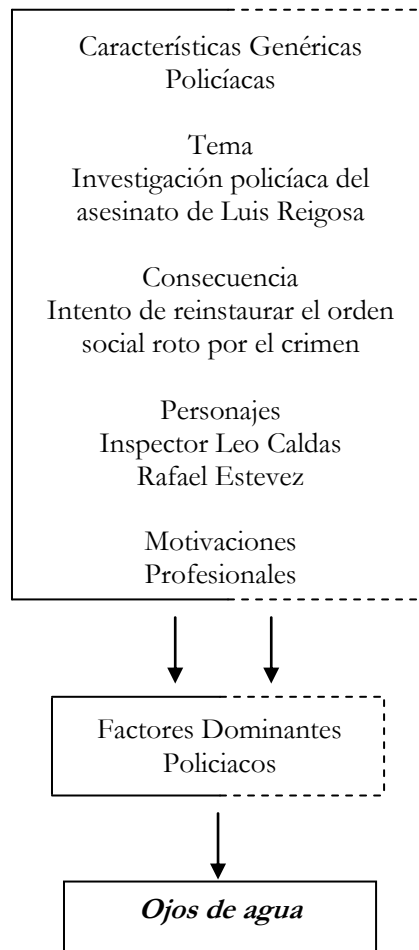 Características Genéricas
Policíacas
Tema
Investigación policíaca del
asesinato de Luis Reigosa
Consecuencia
Intento de reinstaurar el orden
social roto por el crimen
Personajes
Inspector Leo Caldas
Rafael Estevez
Motivaciones
Profesionales
Factores Dominantes
Policiacos
Ojos de agua